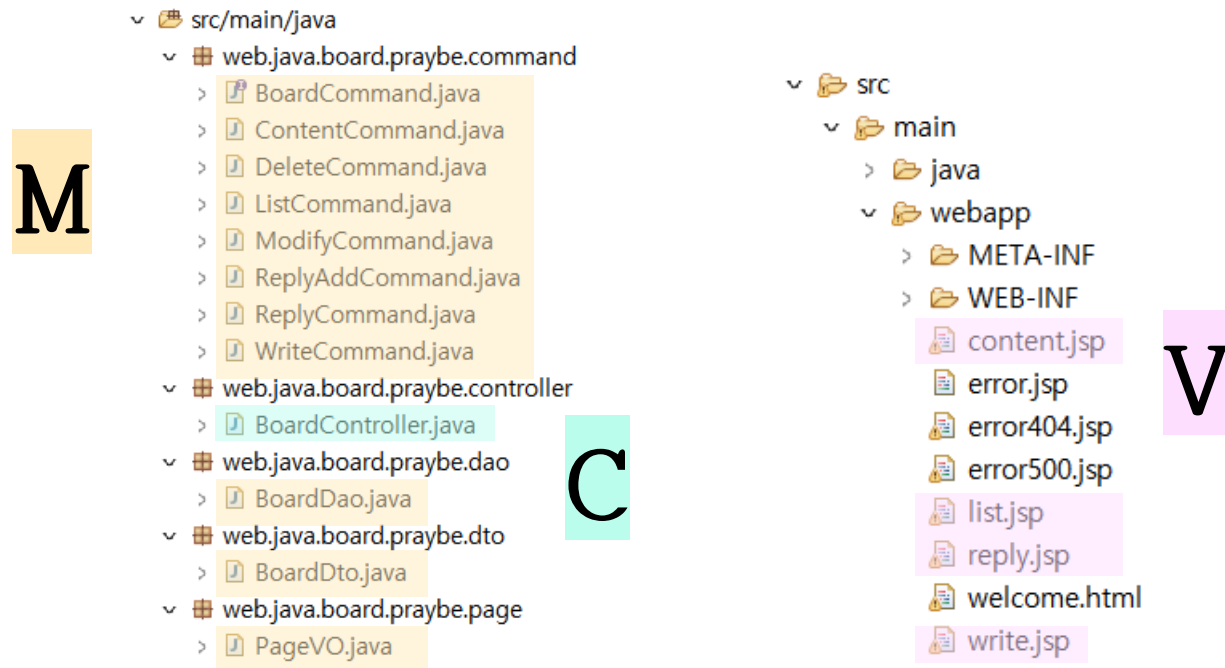 src/main/java
web.java.board.praybe.command
BoardCommand.java
ContentCommand.java
DeleteCommand.java
ListCommand.java
ModifyCommand.java
ReplyAddCommand.java
ReplyCommand.java
WriteCommand.java
web.java.board.praybe.controller
BoardController.java
web.java.board.praybe.dao
BoardDao.java
web.java.board.praybe.dto
BoardDto.java
web.java.board.praybe.page
PageVO.java
M
C
src
main
java
webapp
META-INF
WEB-INF
content.jsp
error.jsp
error404.jsp
error500.jsp
list.jsp
reply.jsp
welcome.html
write.jsp
V